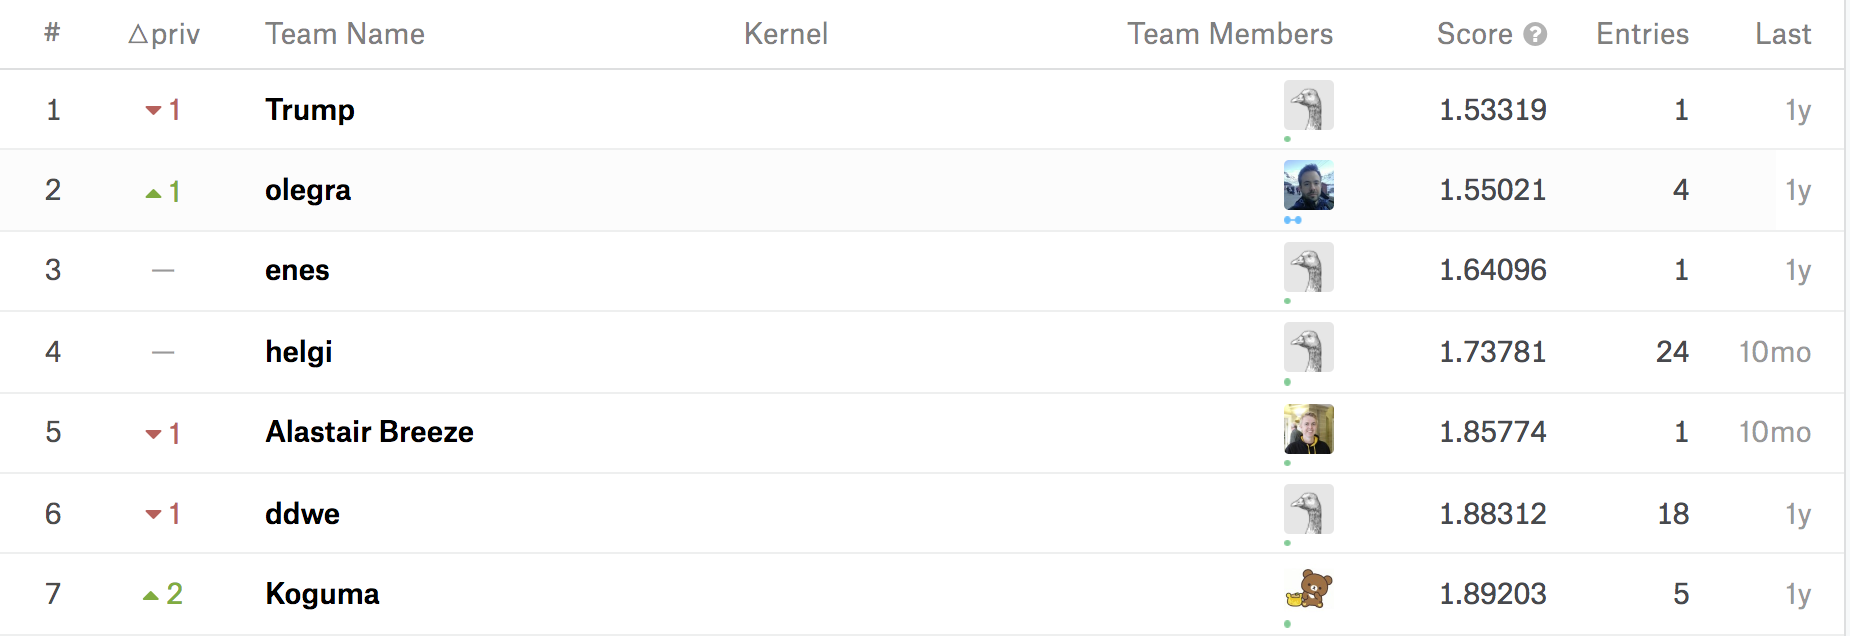 # △priv Team Name Kernel Team Members Score ? Entries Last
1 ▼1 Trump 1.53319 1 1y
2 ▲1 olegra 1.55021 4 1y
3 — enes 1.64096 1 1y
4 — helgi 1.73781 24 10mo
5 ▼1 Alastair Breeze 1.85774 1 10mo
6 ▼1 ddwe 1.88312 18 1y
7 ▲2 Koguma 1.89203 5 1y